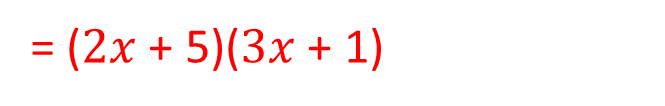 = (2x + 5)(3x + 1)